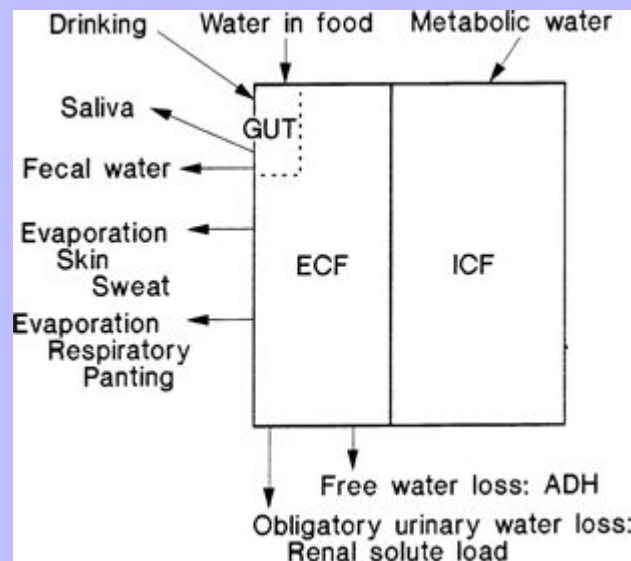 Drinking
Water in food
Metabolic water
Saliva
GUT
Fecal water
Evaporation
Skin
Sweat
ECF
ICF
Evaporation
Respiratory
Panting
Free water loss: ADH
Obligatory urinary water loss:
Renal solute load